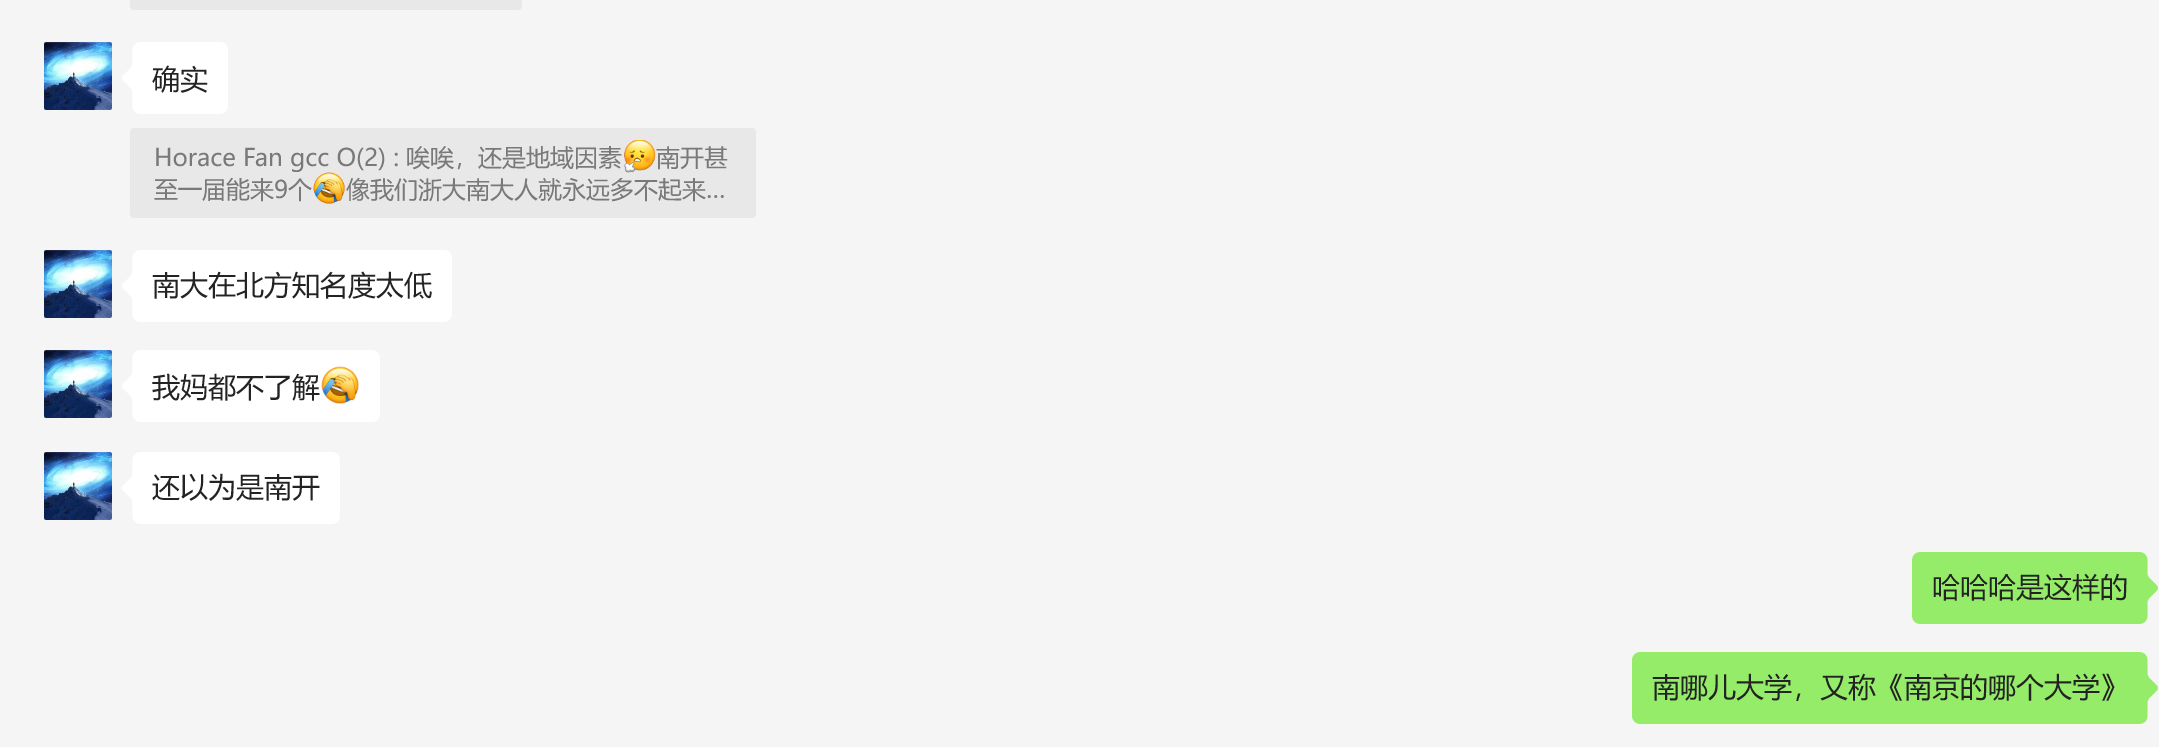 确实
Horace Fan gcc O(2) : 唉唉，还是地域因素😮‍💨南开甚
至一届能来9个🤣像我们浙大南大人就永远多不起来...
南大在北方知名度太低
我妈都不了解🤣
还以为是南开
哈哈哈是这样的
南哪儿大学，又称《南京的哪个大学》